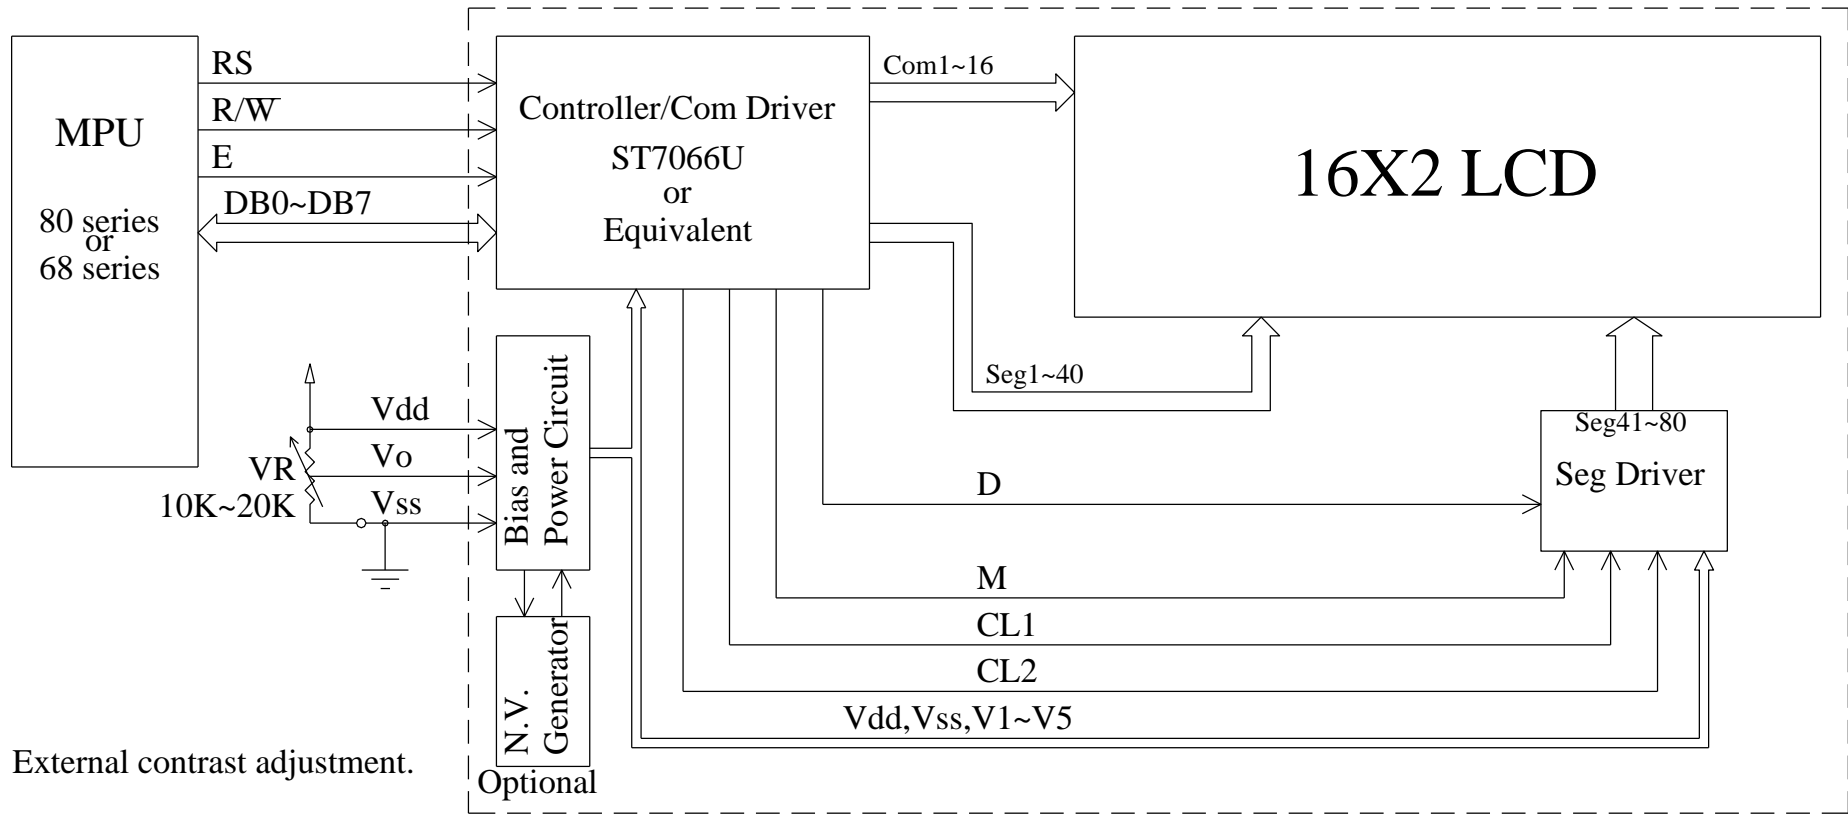 MPU
80 series
or
68 series
RS
R/W̅
E
DB0~DB7
Controller/Com Driver
ST7066U
or
Equivalent
Com1~16
16X2 LCD
Seg1~40
Seg41~80
Seg Driver
Vdd
Vo
Vss
VR
10K~20K
Bias and
Power Circuit
N.V.
Generator
Optional
D
M
CL1
CL2
Vdd,Vss,V1~V5
External contrast adjustment.